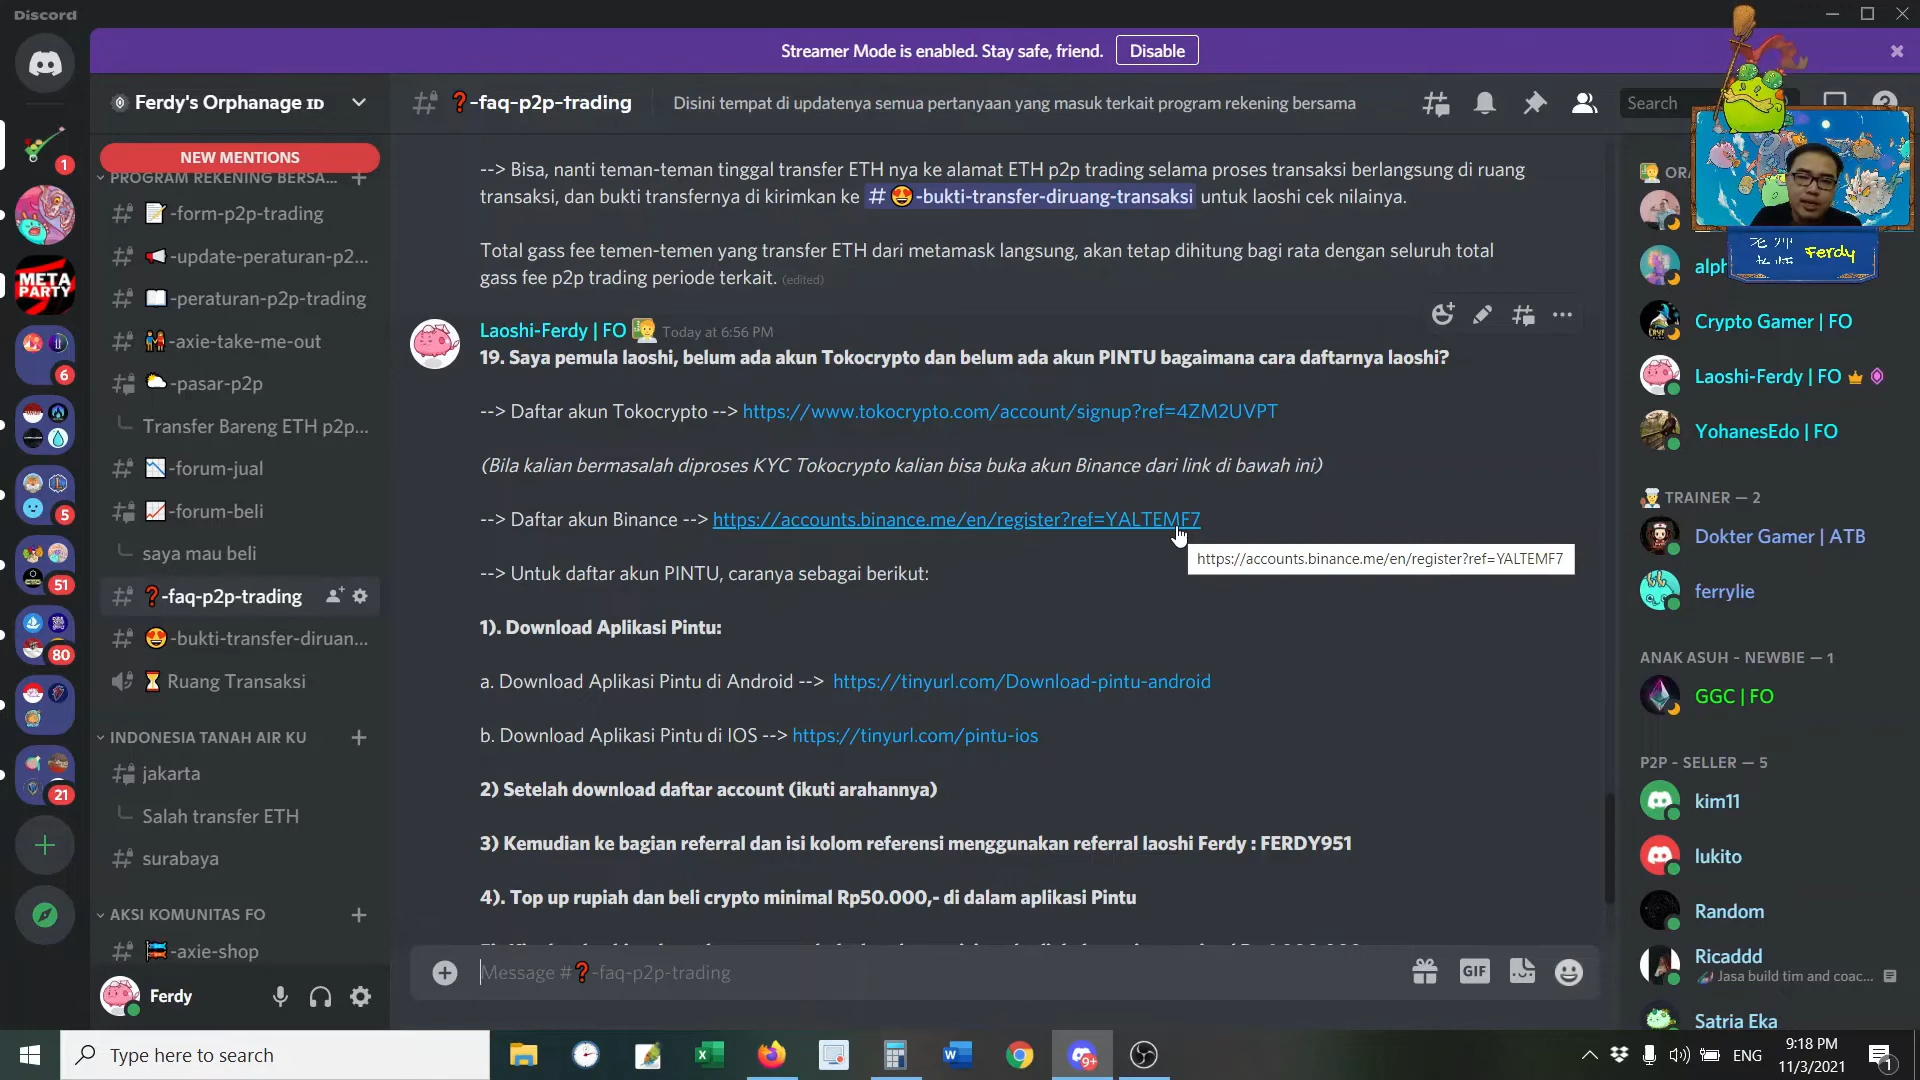 Discord
Streamer Mode is enabled. Stay safe, friend. Disable
Ferdy's Orphanage ID
NEW MENTIONS
PROGRAM REKENING BERSA...
-form-p2p-trading
-update-peraturan-p2...
-peraturan-p2p-trading
-axie-take-me-out
-pasar-p2p
Transfer Bareng ETH p2p...
-forum-jual
-forum-beli
saya mau beli
❓-faq-p2p-trading
-bukti-transfer-diruan...
Ruang Transaksi
INDONESIA TANAH AIR KU
jakarta
Salah transfer ETH
surabaya
AKSI KOMUNITAS FO
-axie-shop
Ferdy
1
META
PARTY
6
5
51
80
21
❓-faq-p2p-trading
Disini tempat di updatenya semua pertanyaan yang masuk terkait program rekening bersama
Search
--> Bisa, nanti teman-teman tinggal transfer ETH nya ke alamat ETH p2p trading selama proses transaksi berlangsung di ruang
transaksi, dan bukti transfernya di kirimkan ke # 😍-bukti-transfer-diruang-transaksi untuk laoshi cek nilainya.
Total gass fee temen-temen yang transfer ETH dari metamask langsung, akan tetap dihitung bagi rata dengan seluruh total
gass fee p2p trading periode terkait. (edited)
Laoshi-Ferdy | FO Today at 6:56 PM
19. Saya pemula laoshi, belum ada akun Tokocrypto dan belum ada akun PINTU bagaimana cara daftarnya laoshi?
--> Daftar akun Tokocrypto --> https://www.tokocrypto.com/account/signup?ref=4ZM2UVPT
(Bila kalian bermasalah diproses KYC Tokocrypto kalian bisa buka akun Binance dari link di bawah ini)
--> Daftar akun Binance --> https://accounts.binance.me/en/register?ref=YALTEMF7
https://accounts.binance.me/en/register?ref=YALTEMF7
--> Untuk daftar akun PINTU, caranya sebagai berikut:
1). Download Aplikasi Pintu:
a. Download Aplikasi Pintu di Android --> https://tinyurl.com/Download-pintu-android
b. Download Aplikasi Pintu di IOS --> https://tinyurl.com/pintu-ios
2) Setelah download daftar account (ikuti arahannya)
3) Kemudian ke bagian referral dan isi kolom referensi menggunakan referral laoshi Ferdy : FERDY951
4). Top up rupiah dan beli crypto minimal Rp50.000,- di dalam aplikasi Pintu
Message #❓-faq-p2p-trading
GIF
老师
Ferdy
alph
Crypto Gamer | FO
Laoshi-Ferdy | FO
YohanesEdo | FO
TRAINER — 2
Dokter Gamer | ATB
ferrylie
ANAK ASUH - NEWBIE — 1
GGC | FO
P2P - SELLER — 5
kim11
lukito
Random
Ricaddd
Jasa build tim and coac...
Satria Eka
Type here to search
9+
ENG
9:18 PM
11/3/2021
1